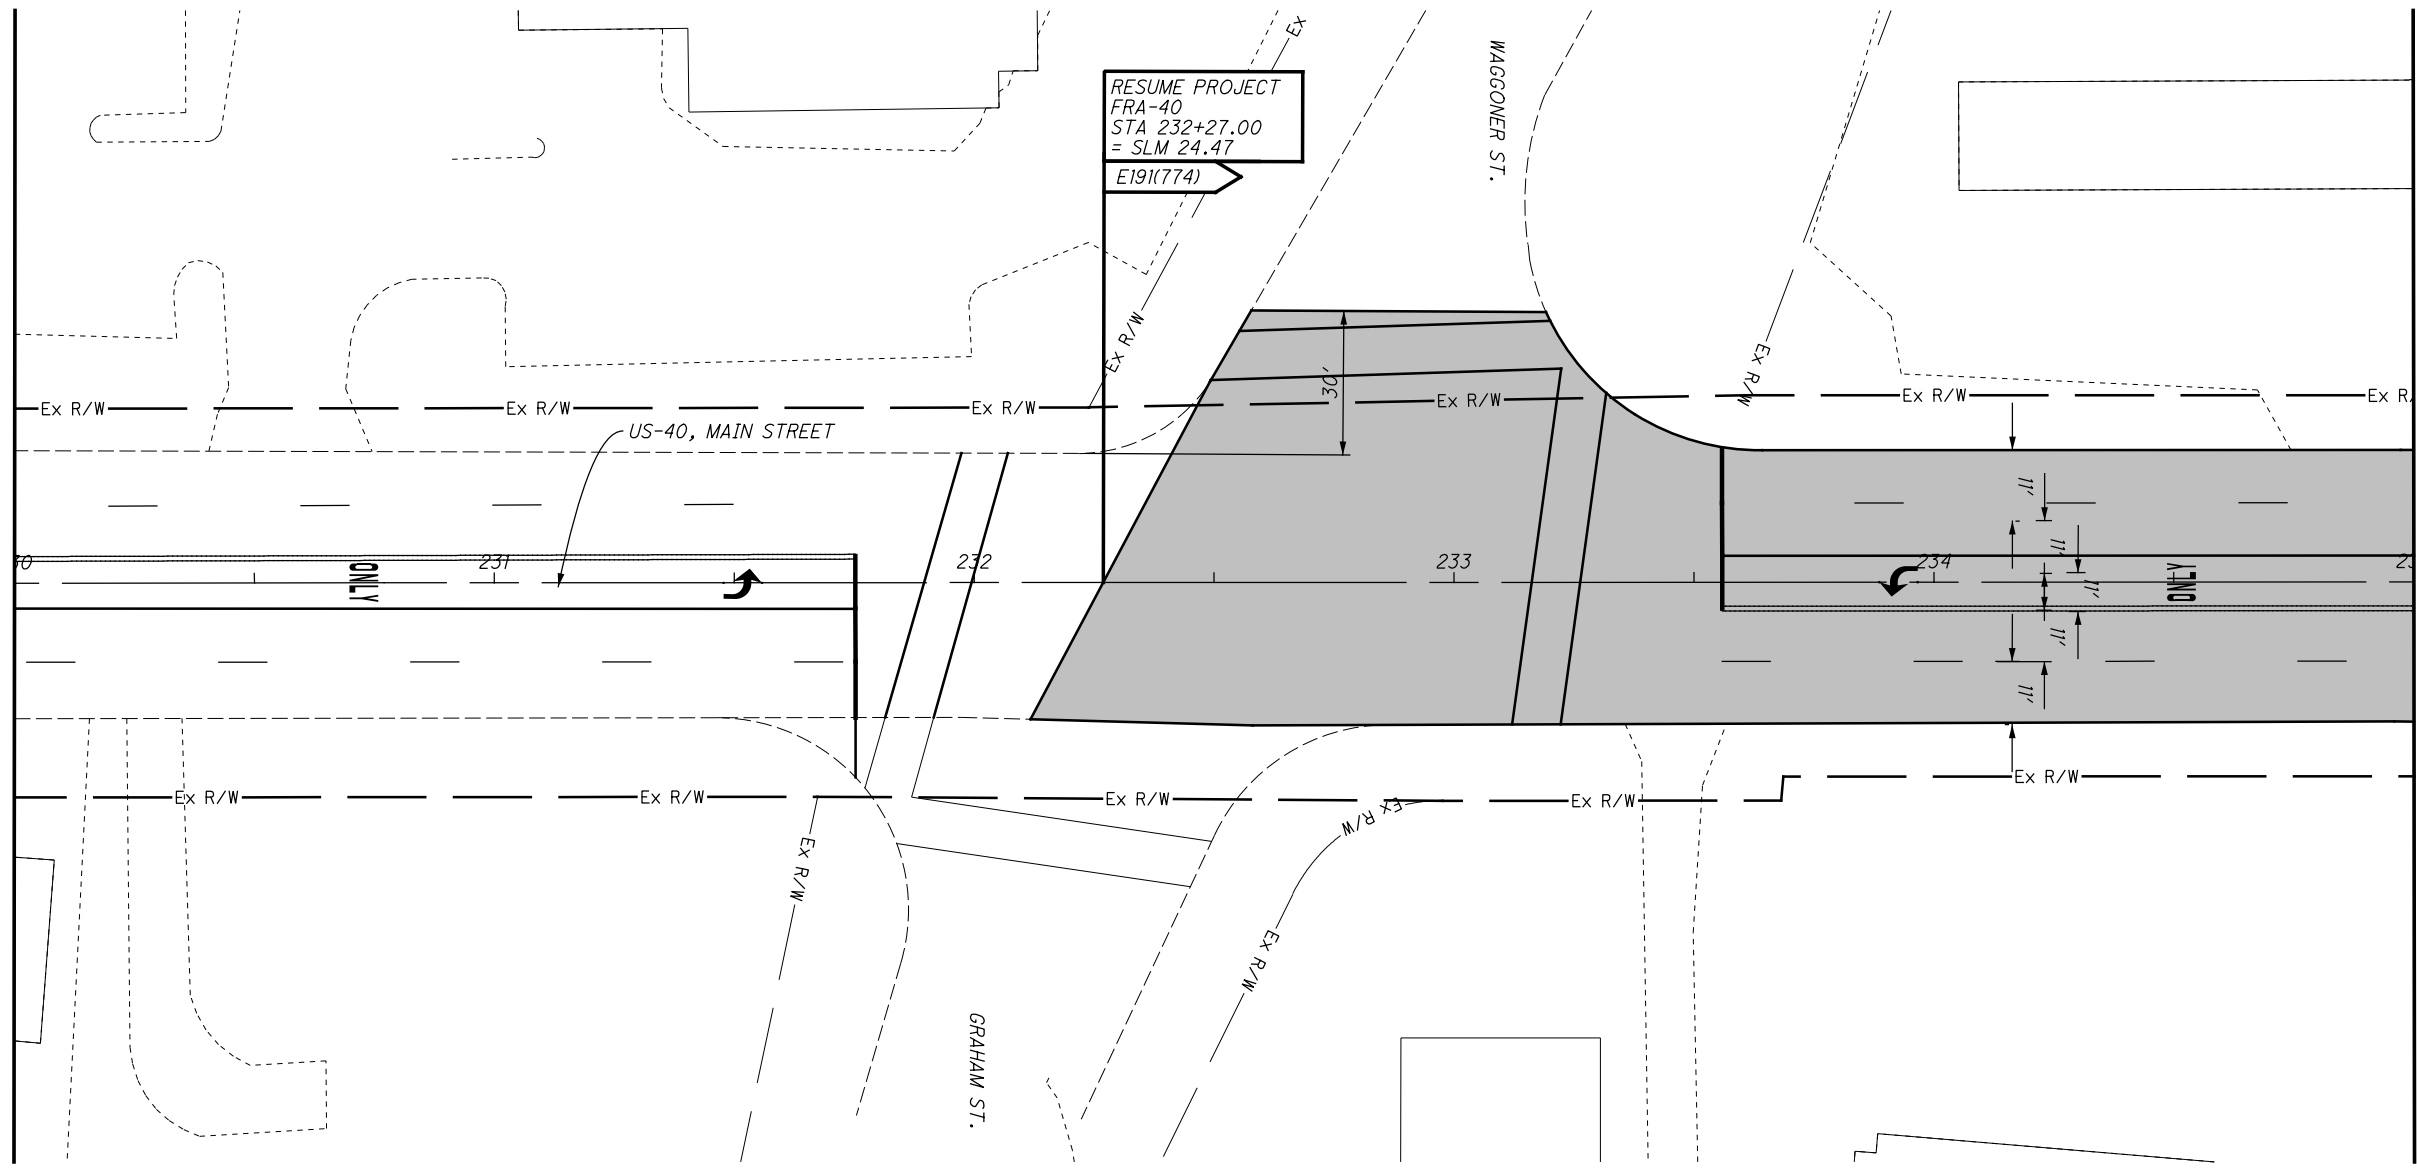 Ex
WAGGONER ST.
RESUME PROJECT
FRA-40
STA 232+27.00
= SLM 24.47
E191(774)
Ex R/W
Ex R/W
30'
Ex R/W
Ex R/W
Ex R/W
Ex R/W
Ex R/W
Ex R/
US-40, MAIN STREET
11'
11'
11'
11'
11'
30
231
232
233
234
23
ONLY
ONLY
Ex R/W
Ex R/W
Ex R/W
Ex R/W
Ex R/W
Ex R/W
Ex R/W
Ex R/W
GRAHAM ST.